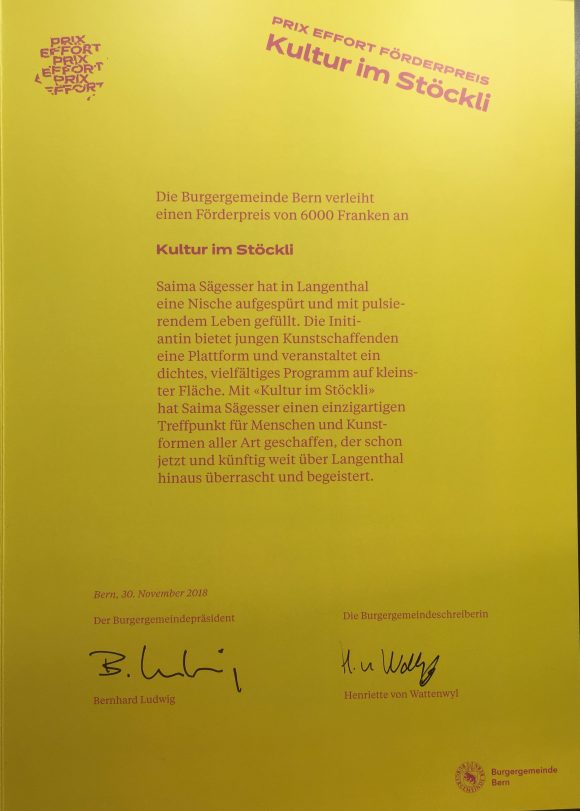 PRIX
EFFORT
PRIX
EFFORT
PRIX
EFFORT
PRIX EFFORT FÖRDERPREIS
Kultur im Stöckli
Die Burgergemeinde Bern verleiht
einen Förderpreis von 6000 Franken an
Kultur im Stöckli
Saima Sägesser hat in Langenthal
eine Nische aufgespürt und mit pulsie-
rendem Leben gefüllt. Die Initi-
antin bietet jungen Kunstschaffenden
eine Plattform und veranstaltet ein
dichtes, vielfältiges Programm auf kleins-
ter Fläche. Mit «Kultur im Stöckli»
hat Saima Sägesser einen einzigartigen
Treffpunkt für Menschen und Kunst-
formen aller Art geschaffen, der schon
jetzt und künftig weit über Langenthal
hinaus überrascht und begeistert.
Bern, 30. November 2018
Der Burgergemeindepräsident
Bernhard Ludwig
Die Burgergemeindeschreiberin
Henriette von Wattenwyl
Burgergemeinde
Bern